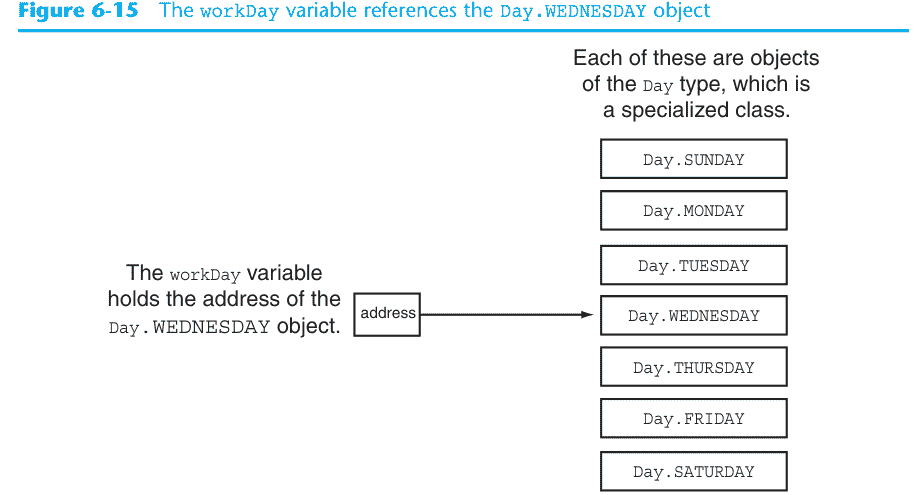 Figure 6-15 The workDay variable references the Day.WEDNESDAY object
Each of these are objects
of the Day type, which is
a specialized class.
Day.SUNDAY
Day.MONDAY
Day.TUESDAY
The workDay variable
holds the address of the
Day.WEDNESDAY object.
address
Day.WEDNESDAY
Day.THURSDAY
Day.FRIDAY
Day.SATURDAY